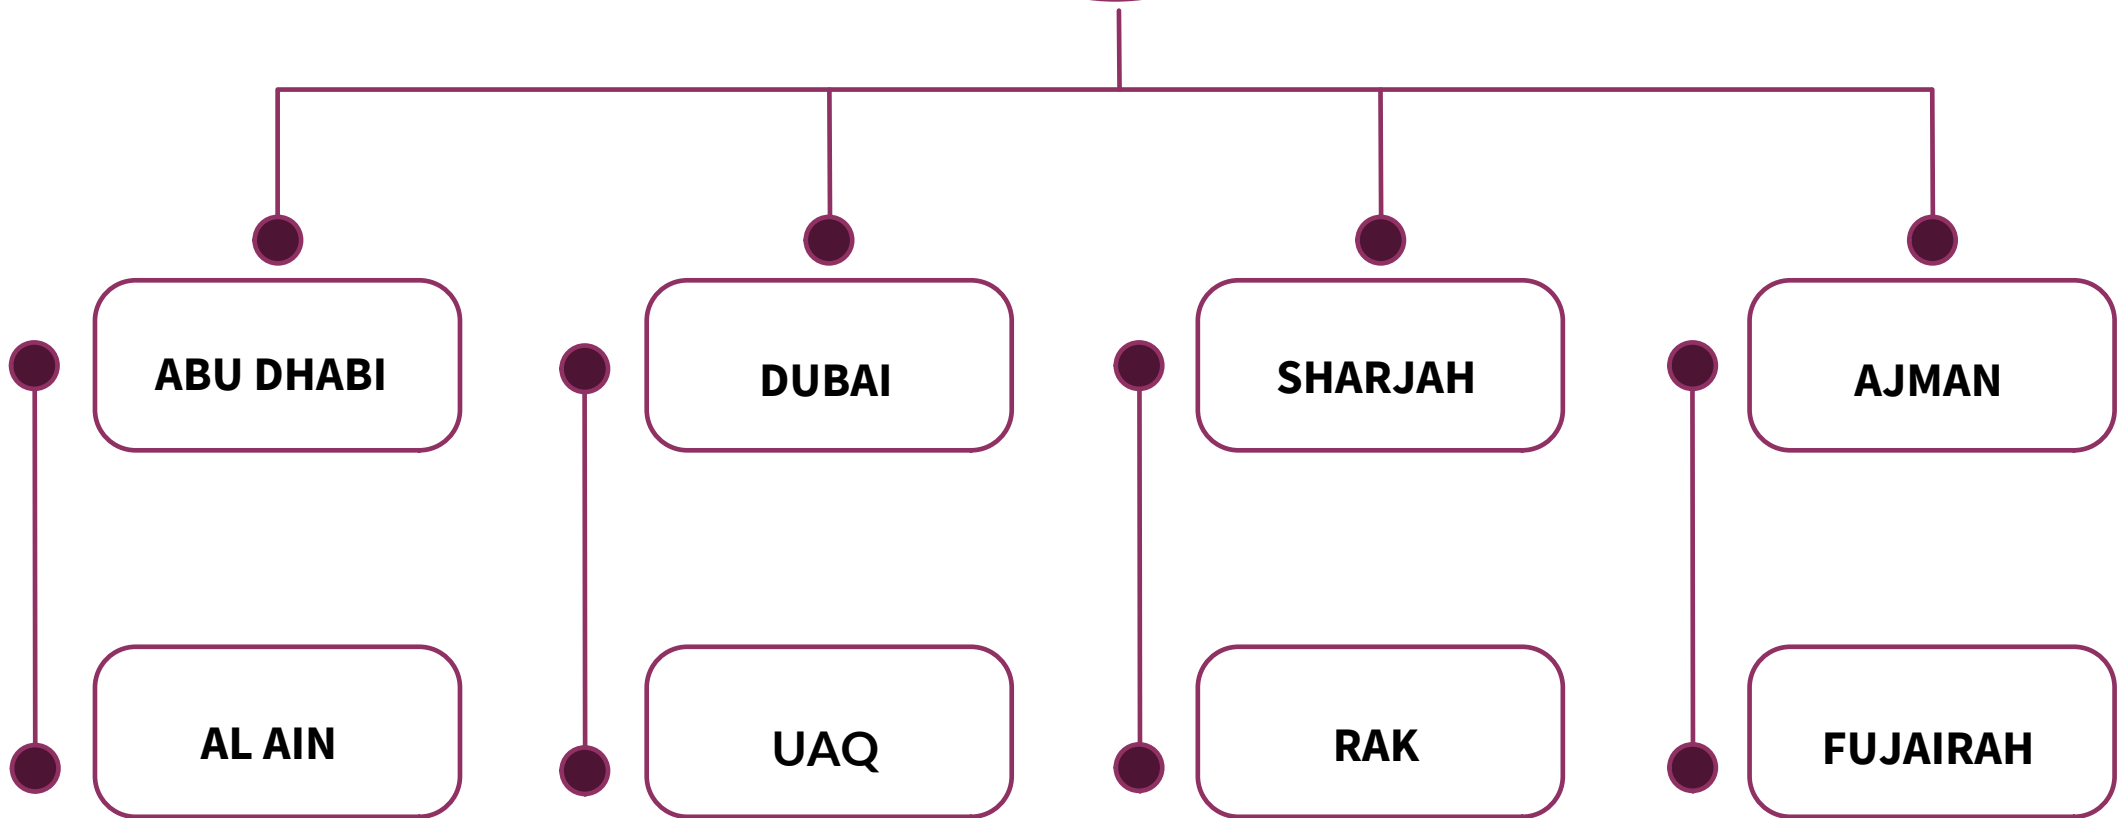 ABU DHABI
DUBAI
SHARJAH
AJMAN
AL AIN
UAQ
RAK
FUJAIRAH